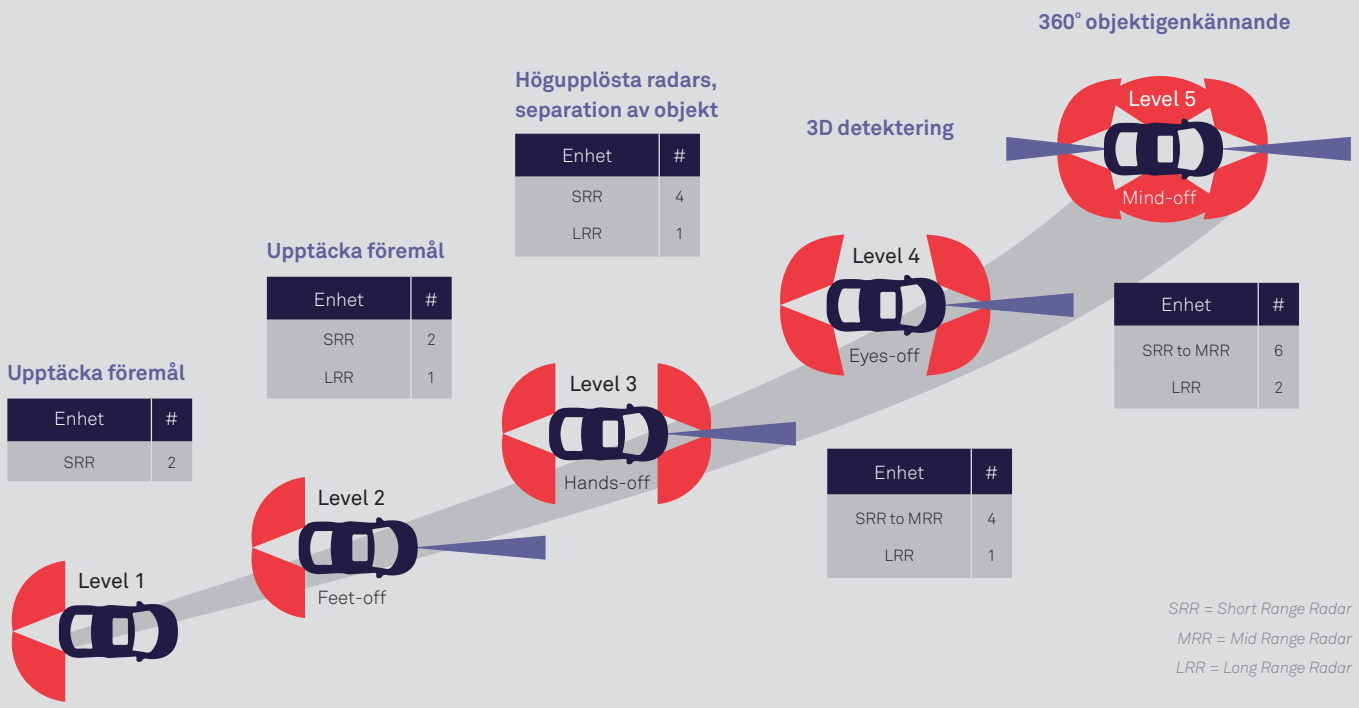 360° objektigenkännande
Högupplösta radars,
separation av objekt
Enhet #
SRR 4
LRR 1
3D detektering
Level 5
Mind-off
Upptäcka föremål
Enhet #
SRR 2
LRR 1
Level 4
Eyes-off
Enhet #
SRR to MRR 6
LRR 2
Upptäcka föremål
Enhet #
SRR 2
Level 3
Hands-off
Enhet #
SRR to MRR 4
LRR 1
Level 2
Feet-off
Level 1
SRR = Short Range Radar
MRR = Mid Range Radar
LRR = Long Range Radar